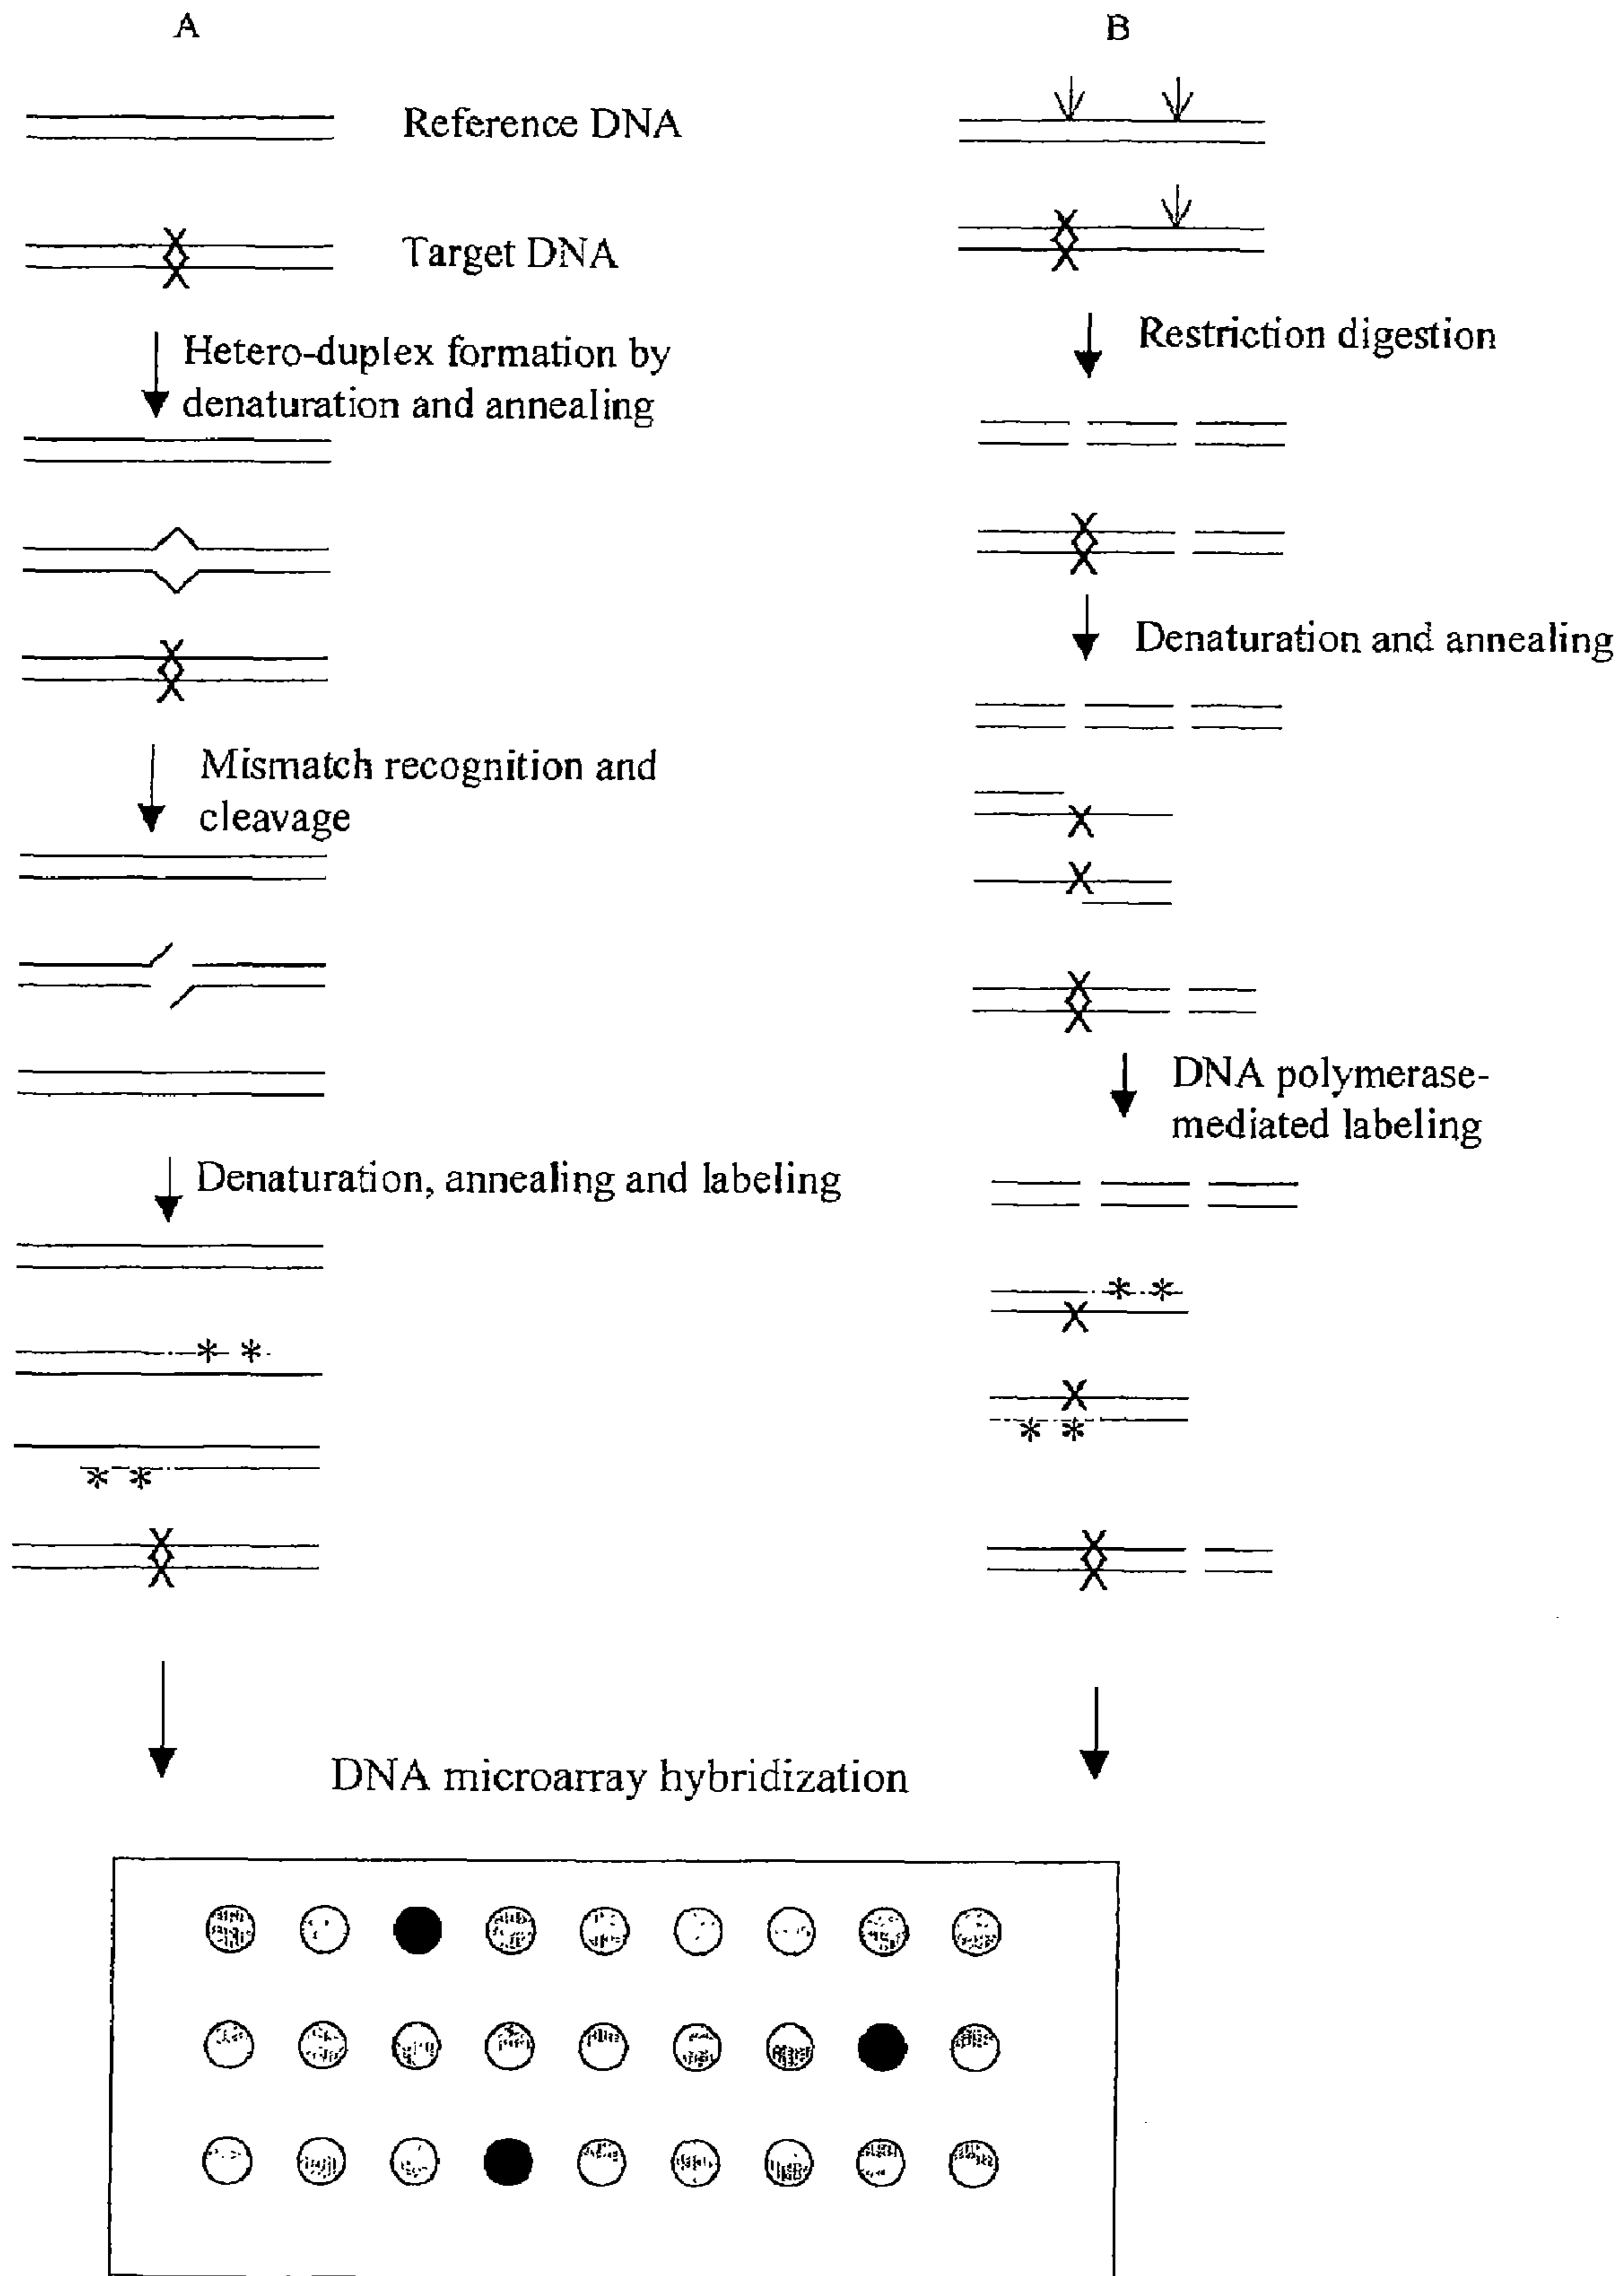 A
B
Reference DNA
Target DNA
Restriction digestion
Hetero-duplex formation by
denaturation and annealing
Denaturation and annealing
Mismatch recognition and
cleavage
DNA polymerase-
mediated labeling
Denaturation, annealing and labeling
* *
* *
* *
* *
DNA microarray hybridization